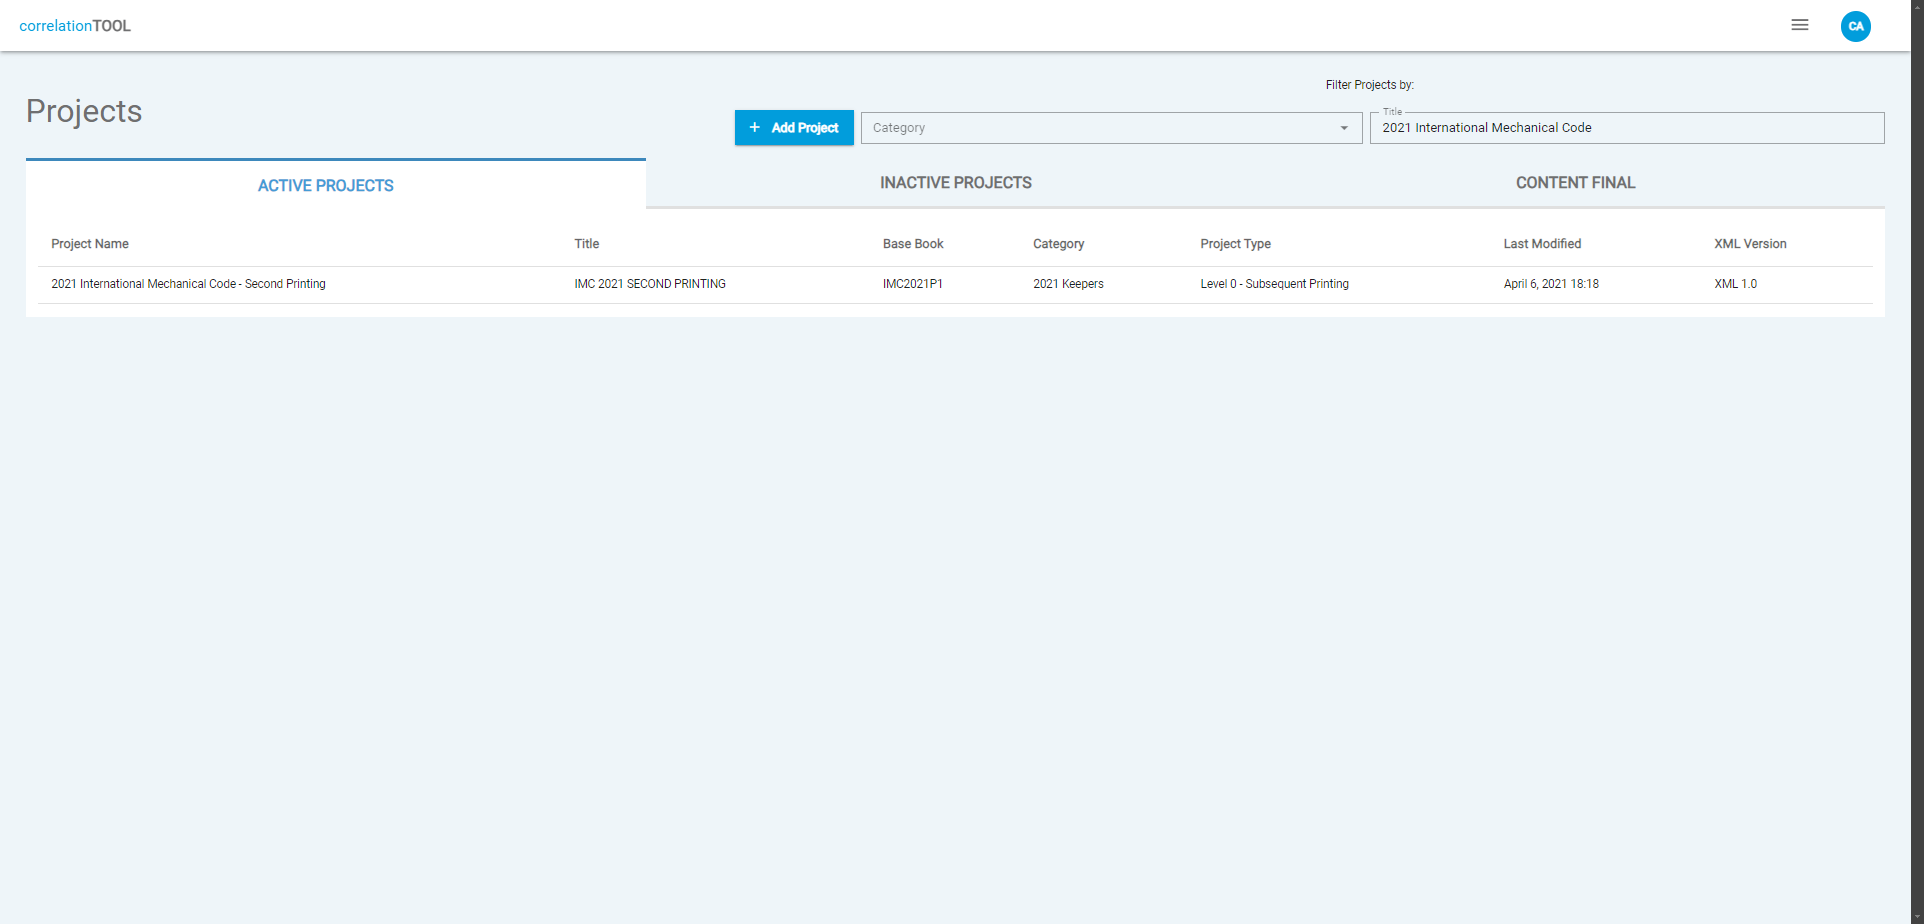 correlationTOOL
CA
Filter Projects by:
Projects
+ Add Project
Category
Title
2021 International Mechanical Code
ACTIVE PROJECTS
INACTIVE PROJECTS
CONTENT FINAL
Project Name Title Base Book Category Project Type Last Modified XML Version
2021 International Mechanical Code - Second Printing IMC 2021 SECOND PRINTING IMC2021P1 2021 Keepers Level 0 - Subsequent Printing April 6, 2021 18:18 XML 1.0